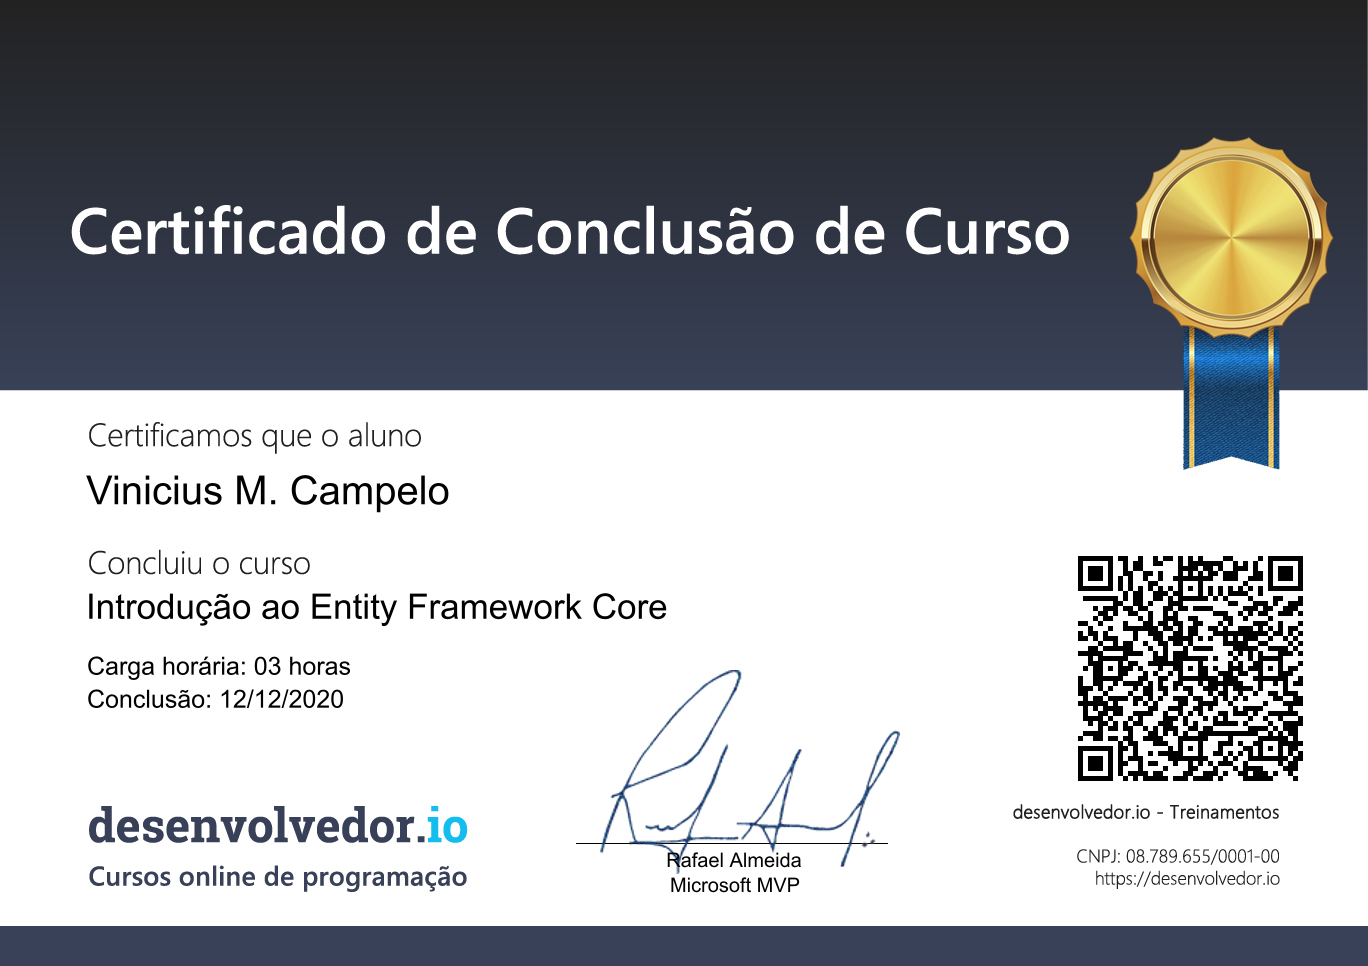 Certificado de Conclusão de Curso
Certificamos que o aluno
Vinicius M. Campelo
Concluiu o curso
Introdução ao Entity Framework Core
Carga horária: 03 horas
Conclusão: 12/12/2020
desenvolvedor.io
Cursos online de programação
Rafael Almeida
Microsoft MVP
desenvolvedor.io - Treinamentos
CNPJ: 08.789.655/0001-00
https://desenvolvedor.io